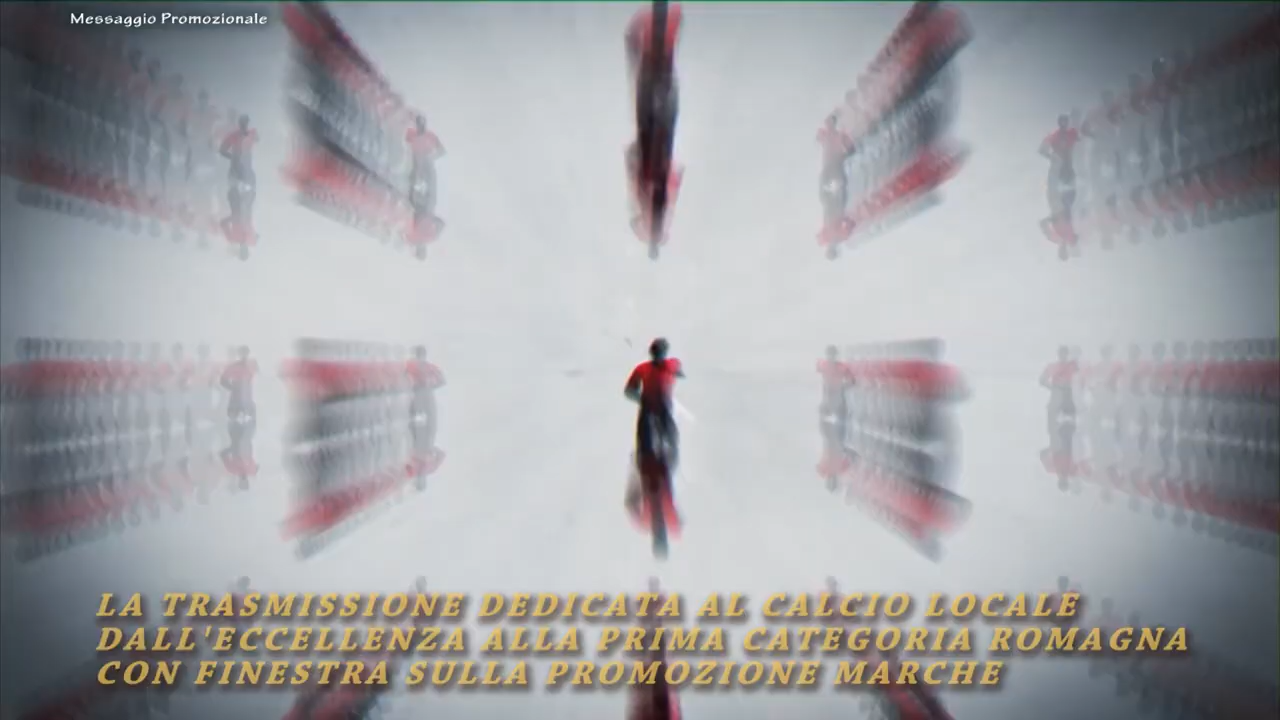 Messaggio Promozionale
LA TRASMISSIONE DEDICATA AL CALCIO LOCALE
DALL'ECCELLENZA ALLA PRIMA CATEGORIA ROMAGNA
CON FINESTRA SULLA PROMOZIONE MARCHE